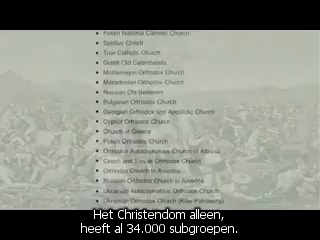 Polish National Catholic Church
Spiritus Christi
True Catholic Church
Greek Old Calendarists
Montenegrin Orthodox Church
Macedonian Orthodox Church
Russian Old Believers
Bulgarian Orthodox Church
Georgian Orthodox and Apostolic Church
Cypriot Orthodox Church
Church of Greece
Polish Orthodox Church
Orthodox Autocephalous Church of Albania
Czech and Slovak Orthodox Church
Orthodox Church in America
Russian Orthodox Church in America
Ukrainian Autocephalous Orthodox Church
Ukrainian Orthodox Church (Kiev Patriarchy)
Het Christendom alleen,
heeft al 34.000 subgroepen.